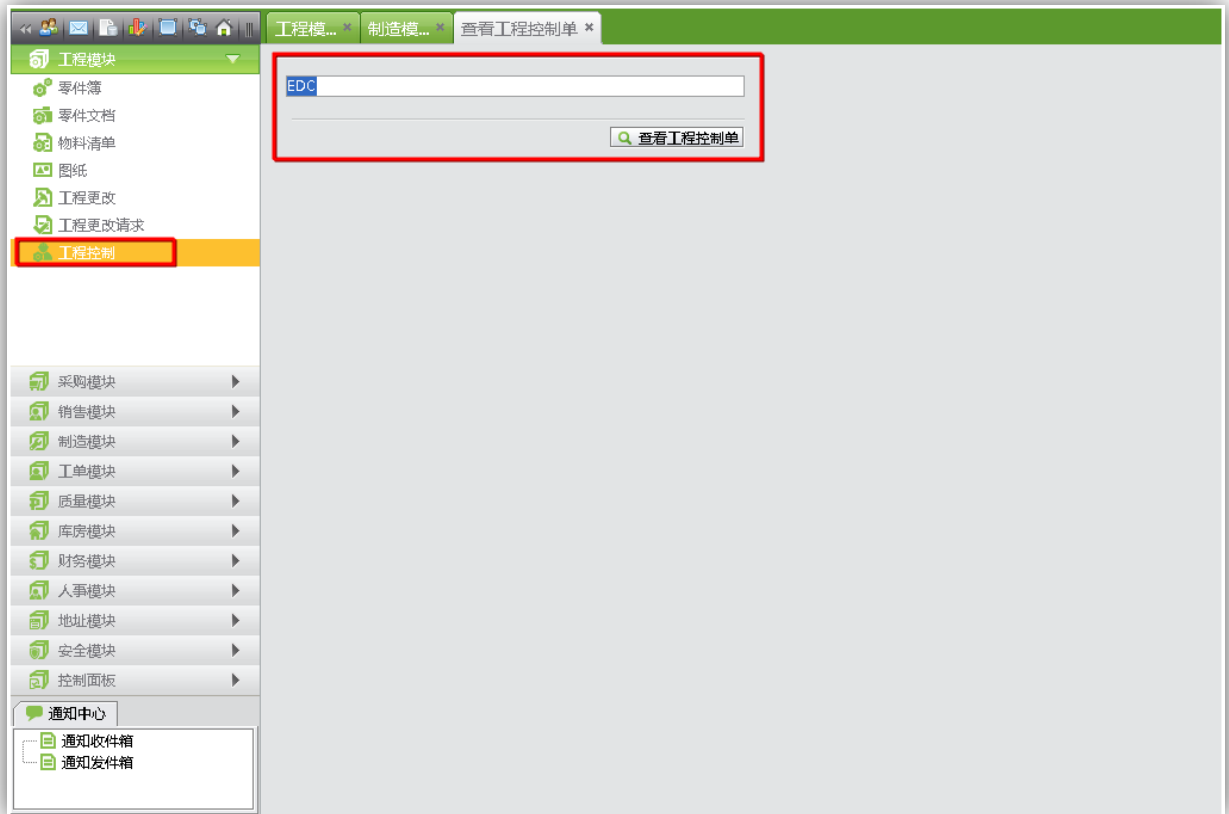 工程模... × 制造模... × 查看工程控制单 ×
工程模块
零件簿
零件文档
物料清单
图纸
工程更改
工程更改请求
工程控制
采购模块
销售模块
制造模块
工单模块
质量模块
库房模块
财务模块
人事模块
地址模块
安全模块
控制面板
通知中心
通知收件箱
通知发件箱
EDC
查看工程控制单